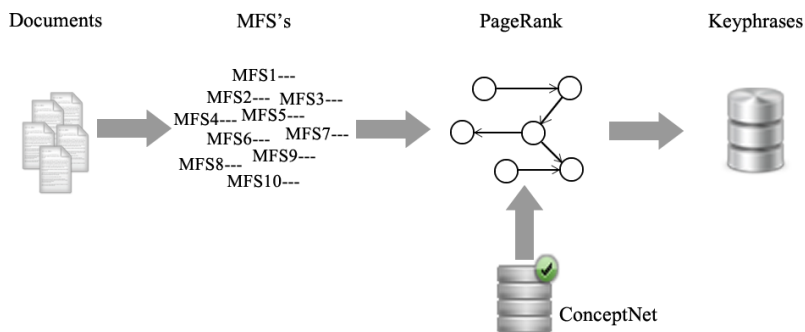 Documents
MFS's
PageRank
Keyphrases
MFS1---
MFS2--- MFS3---
MFS4--- MFS5---
MFS6--- MFS7---
MFS8--- MFS9---
MFS10---
ConceptNet